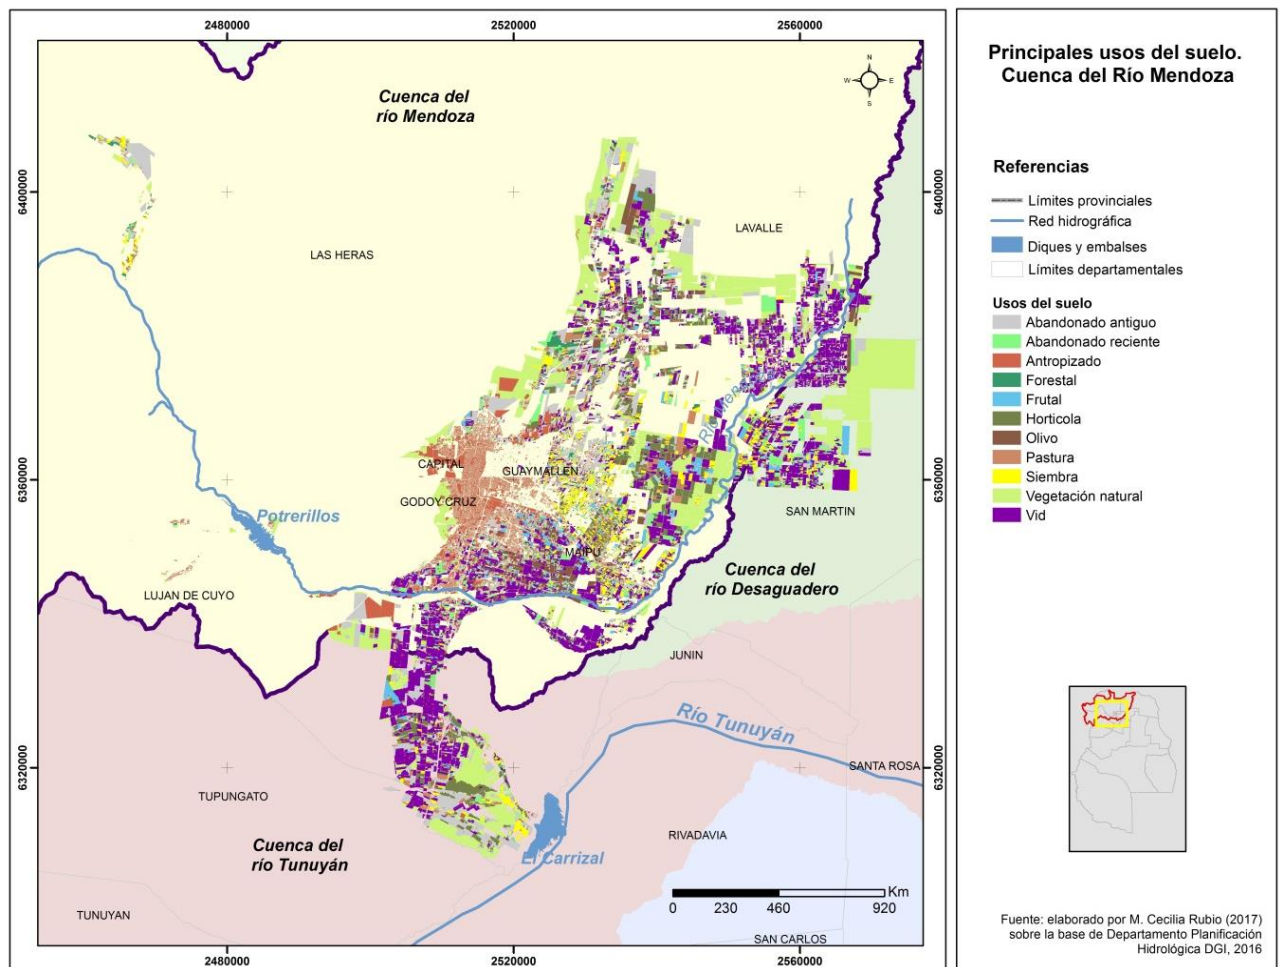 2480000
2520000
2560000
6400000
6360000
6320000
6400000
6360000
6320000
2480000
2520000
2560000
N
W
E
S
Cuenca del
río Mendoza
LAS HERAS
LAVALLE
CAPITAL
GUAYMALLEN
GODOY CRUZ
MAIPU
SAN MARTIN
Potrerillos
LUJAN DE CUYO
Cuenca del
río Desaguadero
JUNIN
Río Tunuyán
SANTA ROSA
TUPUNGATO
RIVADAVIA
Cuenca del
río Tunuyán
El Carrizal
TUNUYAN
SAN CARLOS
Km
0 230 460 920
Principales usos del suelo.
Cuenca del Río Mendoza
Referencias
Límites provinciales
Red hidrográfica
Diques y embalses
Límites departamentales
Usos del suelo
Abandonado antiguo
Abandonado reciente
Antropizado
Forestal
Frutal
Horticola
Olivo
Pastura
Siembra
Vegetación natural
Vid
Fuente: elaborado por M. Cecilia Rubio (2017)
sobre la base de Departamento Planificación
Hidrológica DGI, 2016